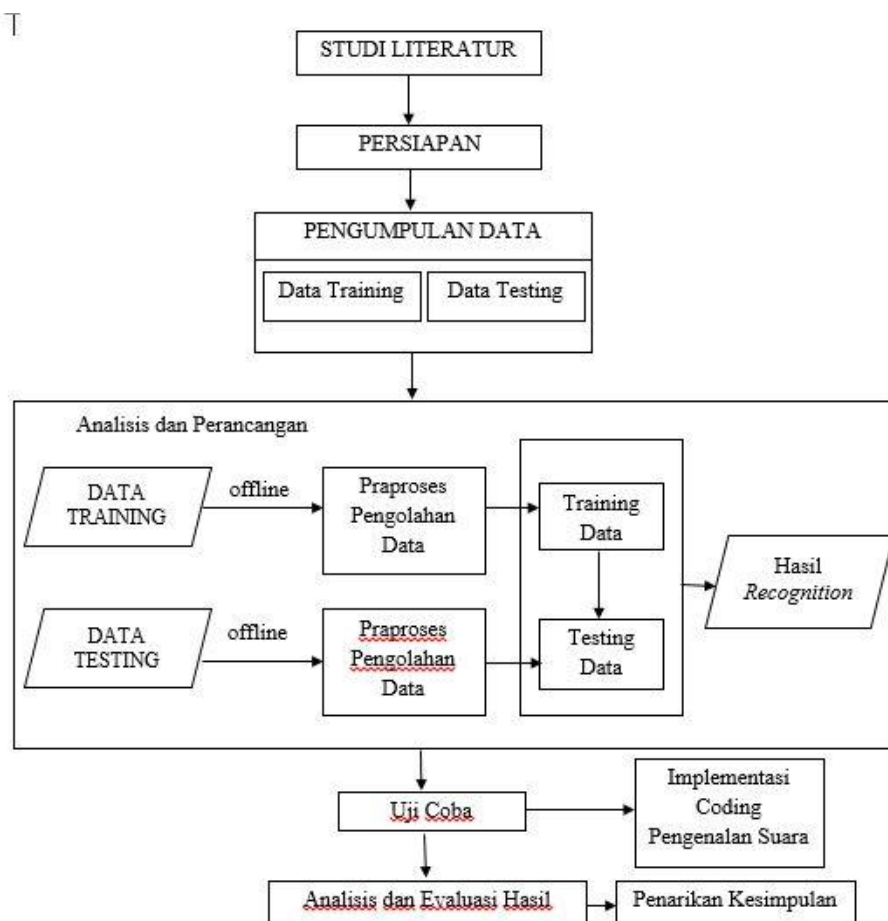 T
STUDI LITERATUR
PERSIAPAN
PENGUMPULAN DATA
Data Training
Data Testing
Analisis dan Perancangan
DATA
TRAINING
offline
Praproses
Pengolahan
Data
Training
Data
Hasil
Recognition
DATA
TESTING
offline
Praproses
Pengolahan
Data
Testing
Data
Uji Coba
Implementasi
Coding
Pengenalan Suara
Analisis dan Evaluasi Hasil
Penarikan Kesimpulan